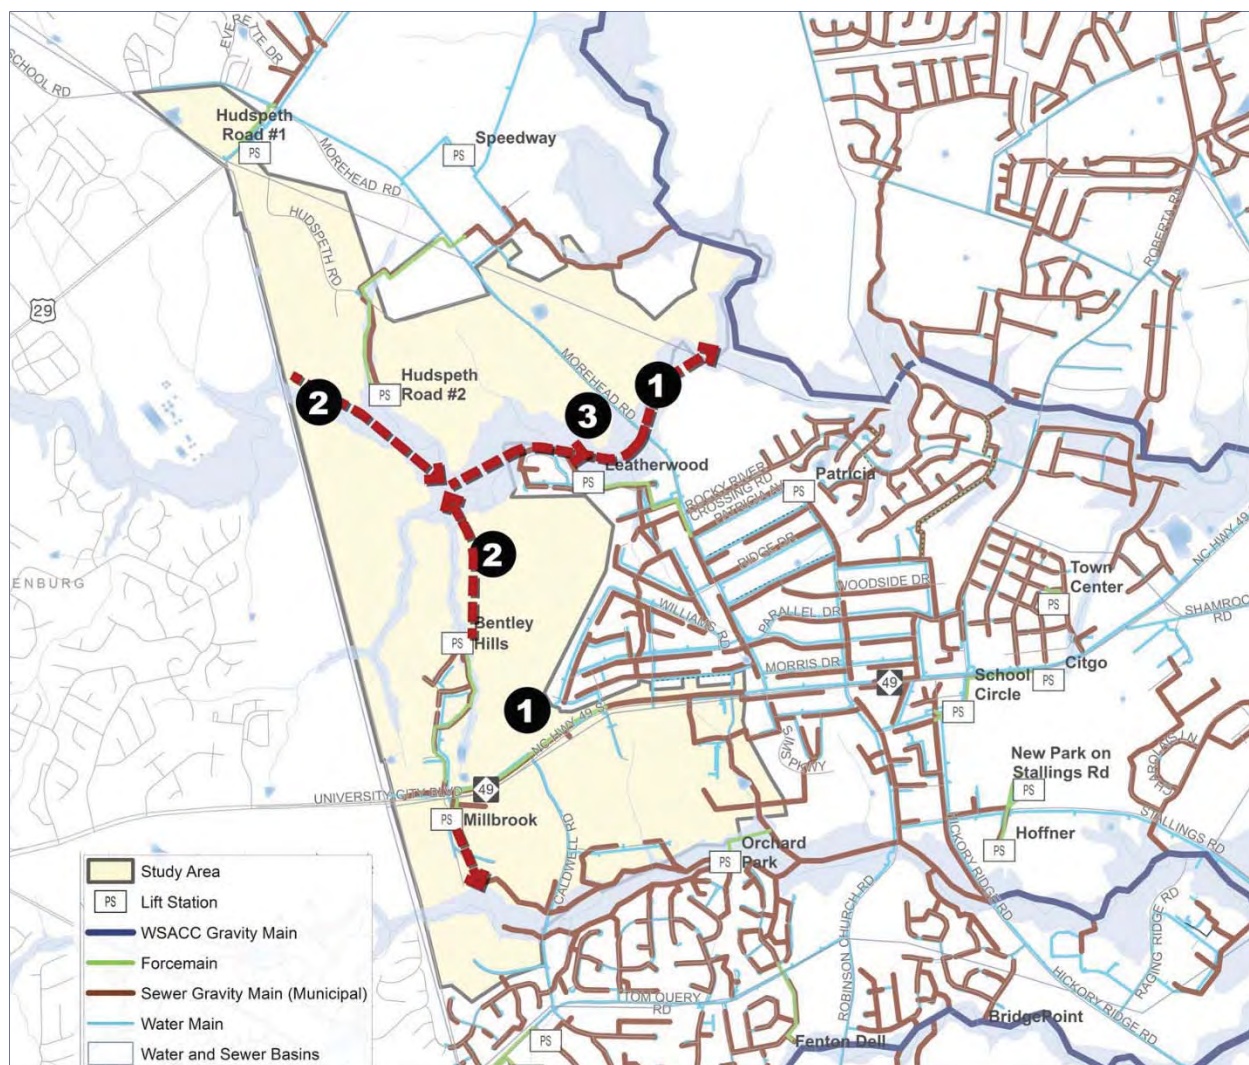 EVERETTE DR
SCHOOL RD
Hudspeth
Road #1
PS
MOREHEAD RD
Speedway
PS
HUDSPETH RD
ROBERTA RD
29
MOREHEAD RD
Hudspeth
Road #2
PS
1
2
3
Leatherwood
PS
ROCKY RIVER
CROSSING RD
PATRICIA AV
Patricia
PS
RIDGE DR
2
ENBURG
WOODSIDE DR
Town
Center
PS
NC HWY 49
SHAMROCK
RD
WILLIAMS RD
PARALLEL DR
Bentley
Hills
PS
MORRIS DR
49
School
Circle
PS
Citgo
PS
1
NC HWY 49 S
S IMS PKWY
New Park on
Stallings Rd
PS
CHAROLAIS LN
UNIVERSITY CITY BLVD
49
Millbrook
PS
CALDWELL RD
Orchard
Park
PS
HICKORY RIDGE RD
Hoffner
PS
STALLINGS RD
ROBINSON CHURCH RD
RAGING RIDGE RD
HICKORY RIDGE RD
TOM QUERY
RD
BridgePoint
Fenton Dell
PS
Study Area
PS
Lift Station
WSACC Gravity Main
Forcemain
Sewer Gravity Main (Municipal)
Water Main
Water and Sewer Basins